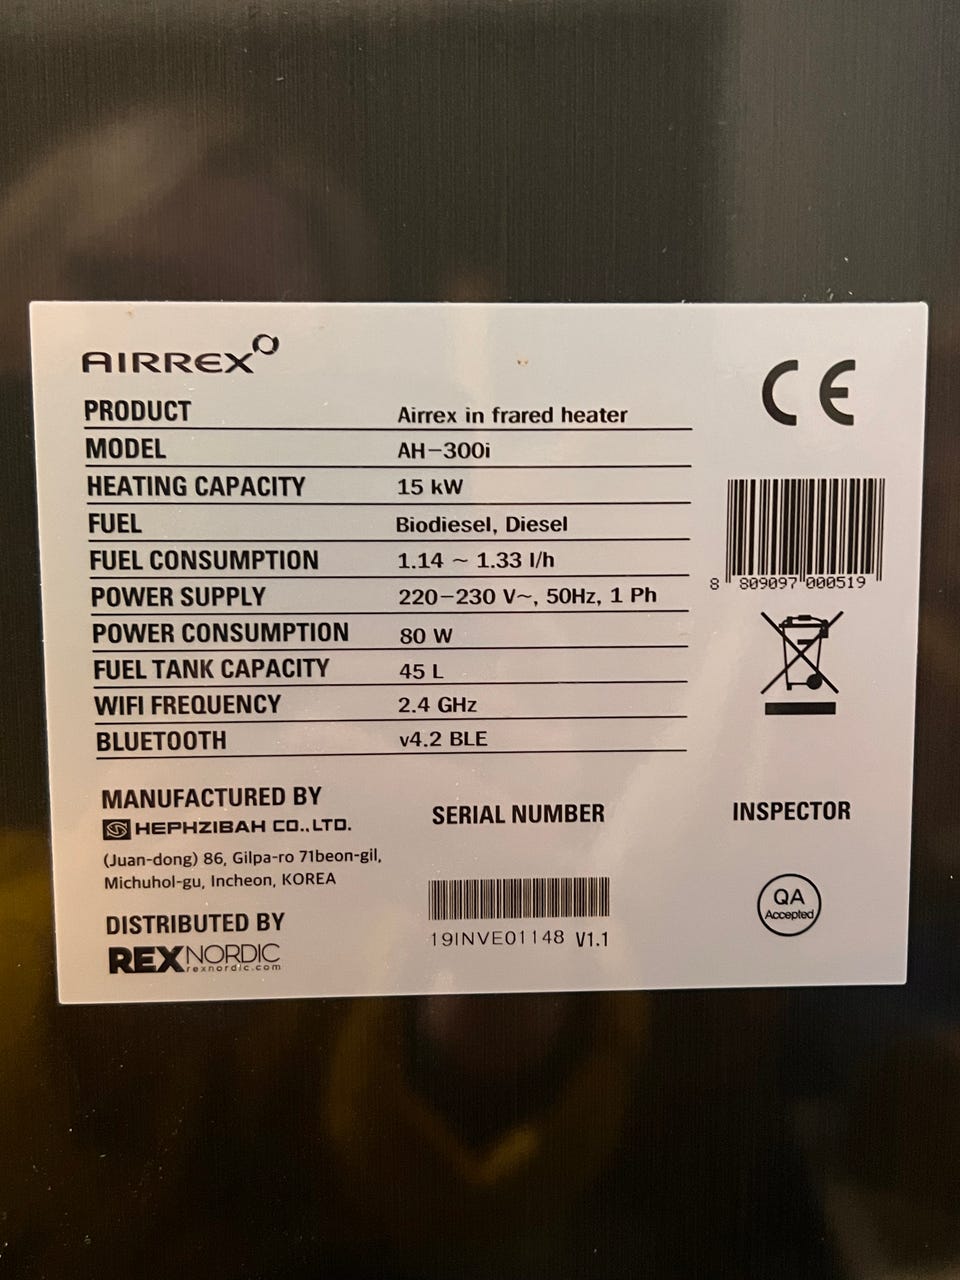 AIRREX
PRODUCT Airrex in frared heater
MODEL AH-300i
HEATING CAPACITY 15 kW
FUEL Biodiesel, Diesel
FUEL CONSUMPTION 1.14 ~ 1.33 l/h
POWER SUPPLY 220-230 V~, 50Hz, 1 Ph
POWER CONSUMPTION 80 W
FUEL TANK CAPACITY 45 L
WIFI FREQUENCY 2.4 GHz
BLUETOOTH v4.2 BLE
CE
8 809097 000519
MANUFACTURED BY
HEPHZIBAH CO.,LTD.
(Juan-dong) 86, Gilpa-ro 71beon-gil,
Michuhol-gu, Incheon, KOREA
DISTRIBUTED BY
REXNORDIC
rexnordic.com
SERIAL NUMBER
19INVE01148 V1.1
INSPECTOR
QA
Accepted